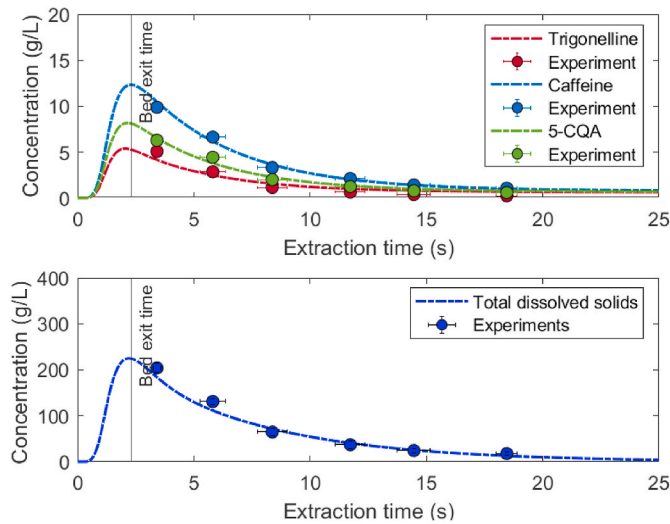 20
15
10
5
0
Concentration (g/L)
Bed exit time
Trigonelline
Experiment
Caffeine
Experiment
5-CQA
Experiment
0 5 10 15 20 25
Extraction time (s)
400
300
200
100
0
Concentration (g/L)
Bed exit time
Total dissolved solids
Experiments
0 5 10 15 20 25
Extraction time (s)